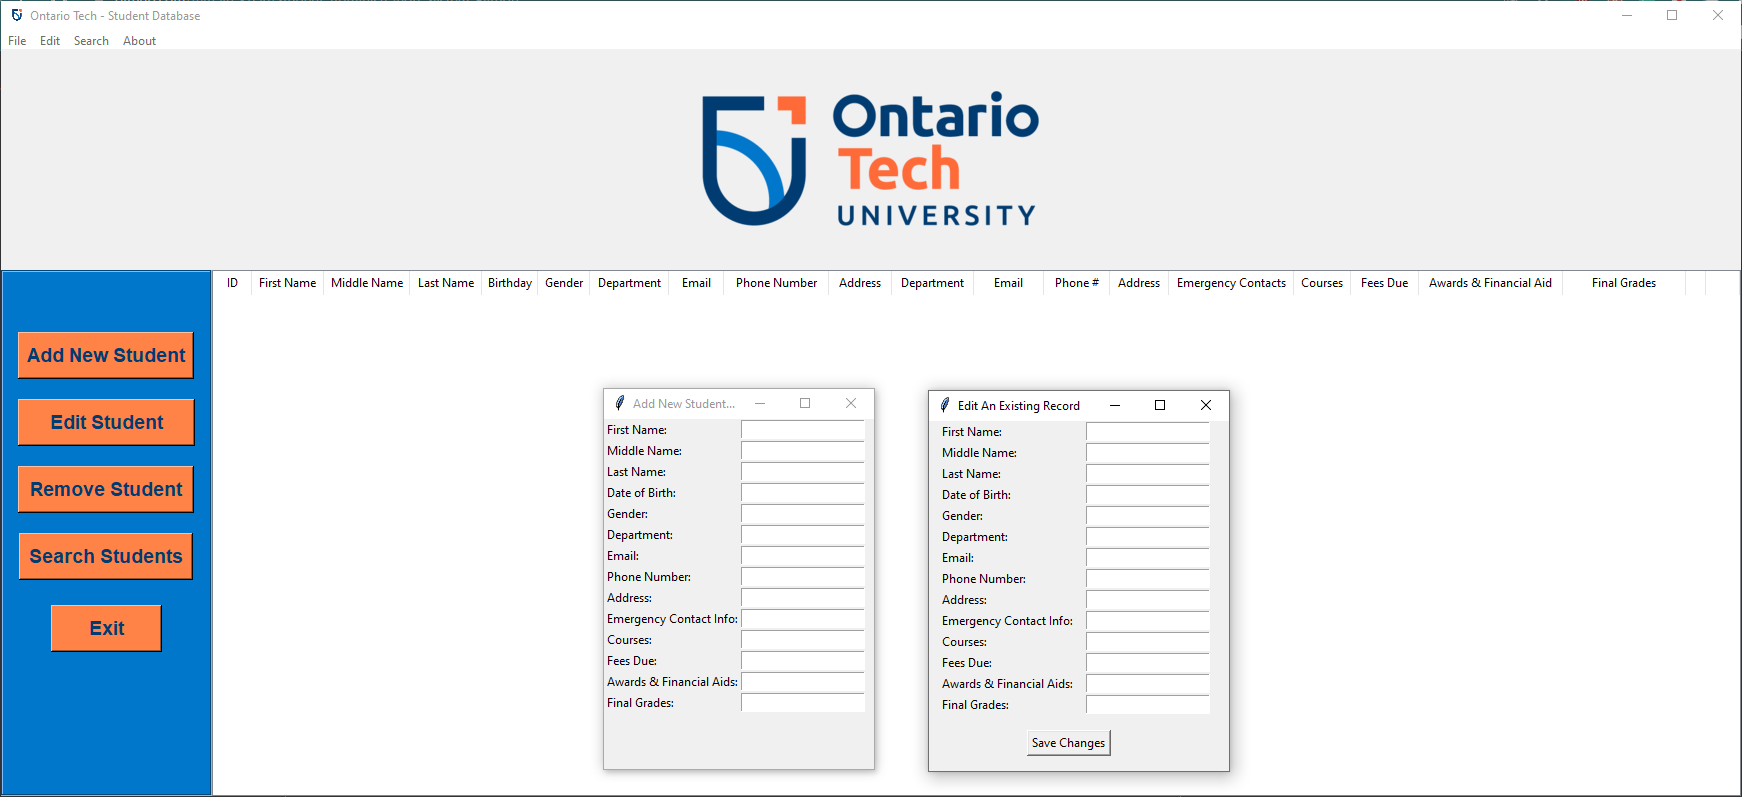 Ontario Tech - Student Database
File Edit Search About
Ontario
Tech
UNIVERSITY
ID First Name Middle Name Last Name Birthday Gender Department Email Phone Number Address Department Email Phone # Address Emergency Contacts Courses Fees Due Awards & Financial Aid Final Grades
Add New Student
Edit Student
Remove Student
Search Students
Exit
Add New Student...
First Name:
Middle Name:
Last Name:
Date of Birth:
Gender:
Department:
Email:
Phone Number:
Address:
Emergency Contact Info:
Courses:
Fees Due:
Awards & Financial Aids:
Final Grades:
Edit An Existing Record
First Name:
Middle Name:
Last Name:
Date of Birth:
Gender:
Department:
Email:
Phone Number:
Address:
Emergency Contact Info:
Courses:
Fees Due:
Awards & Financial Aids:
Final Grades:
Save Changes